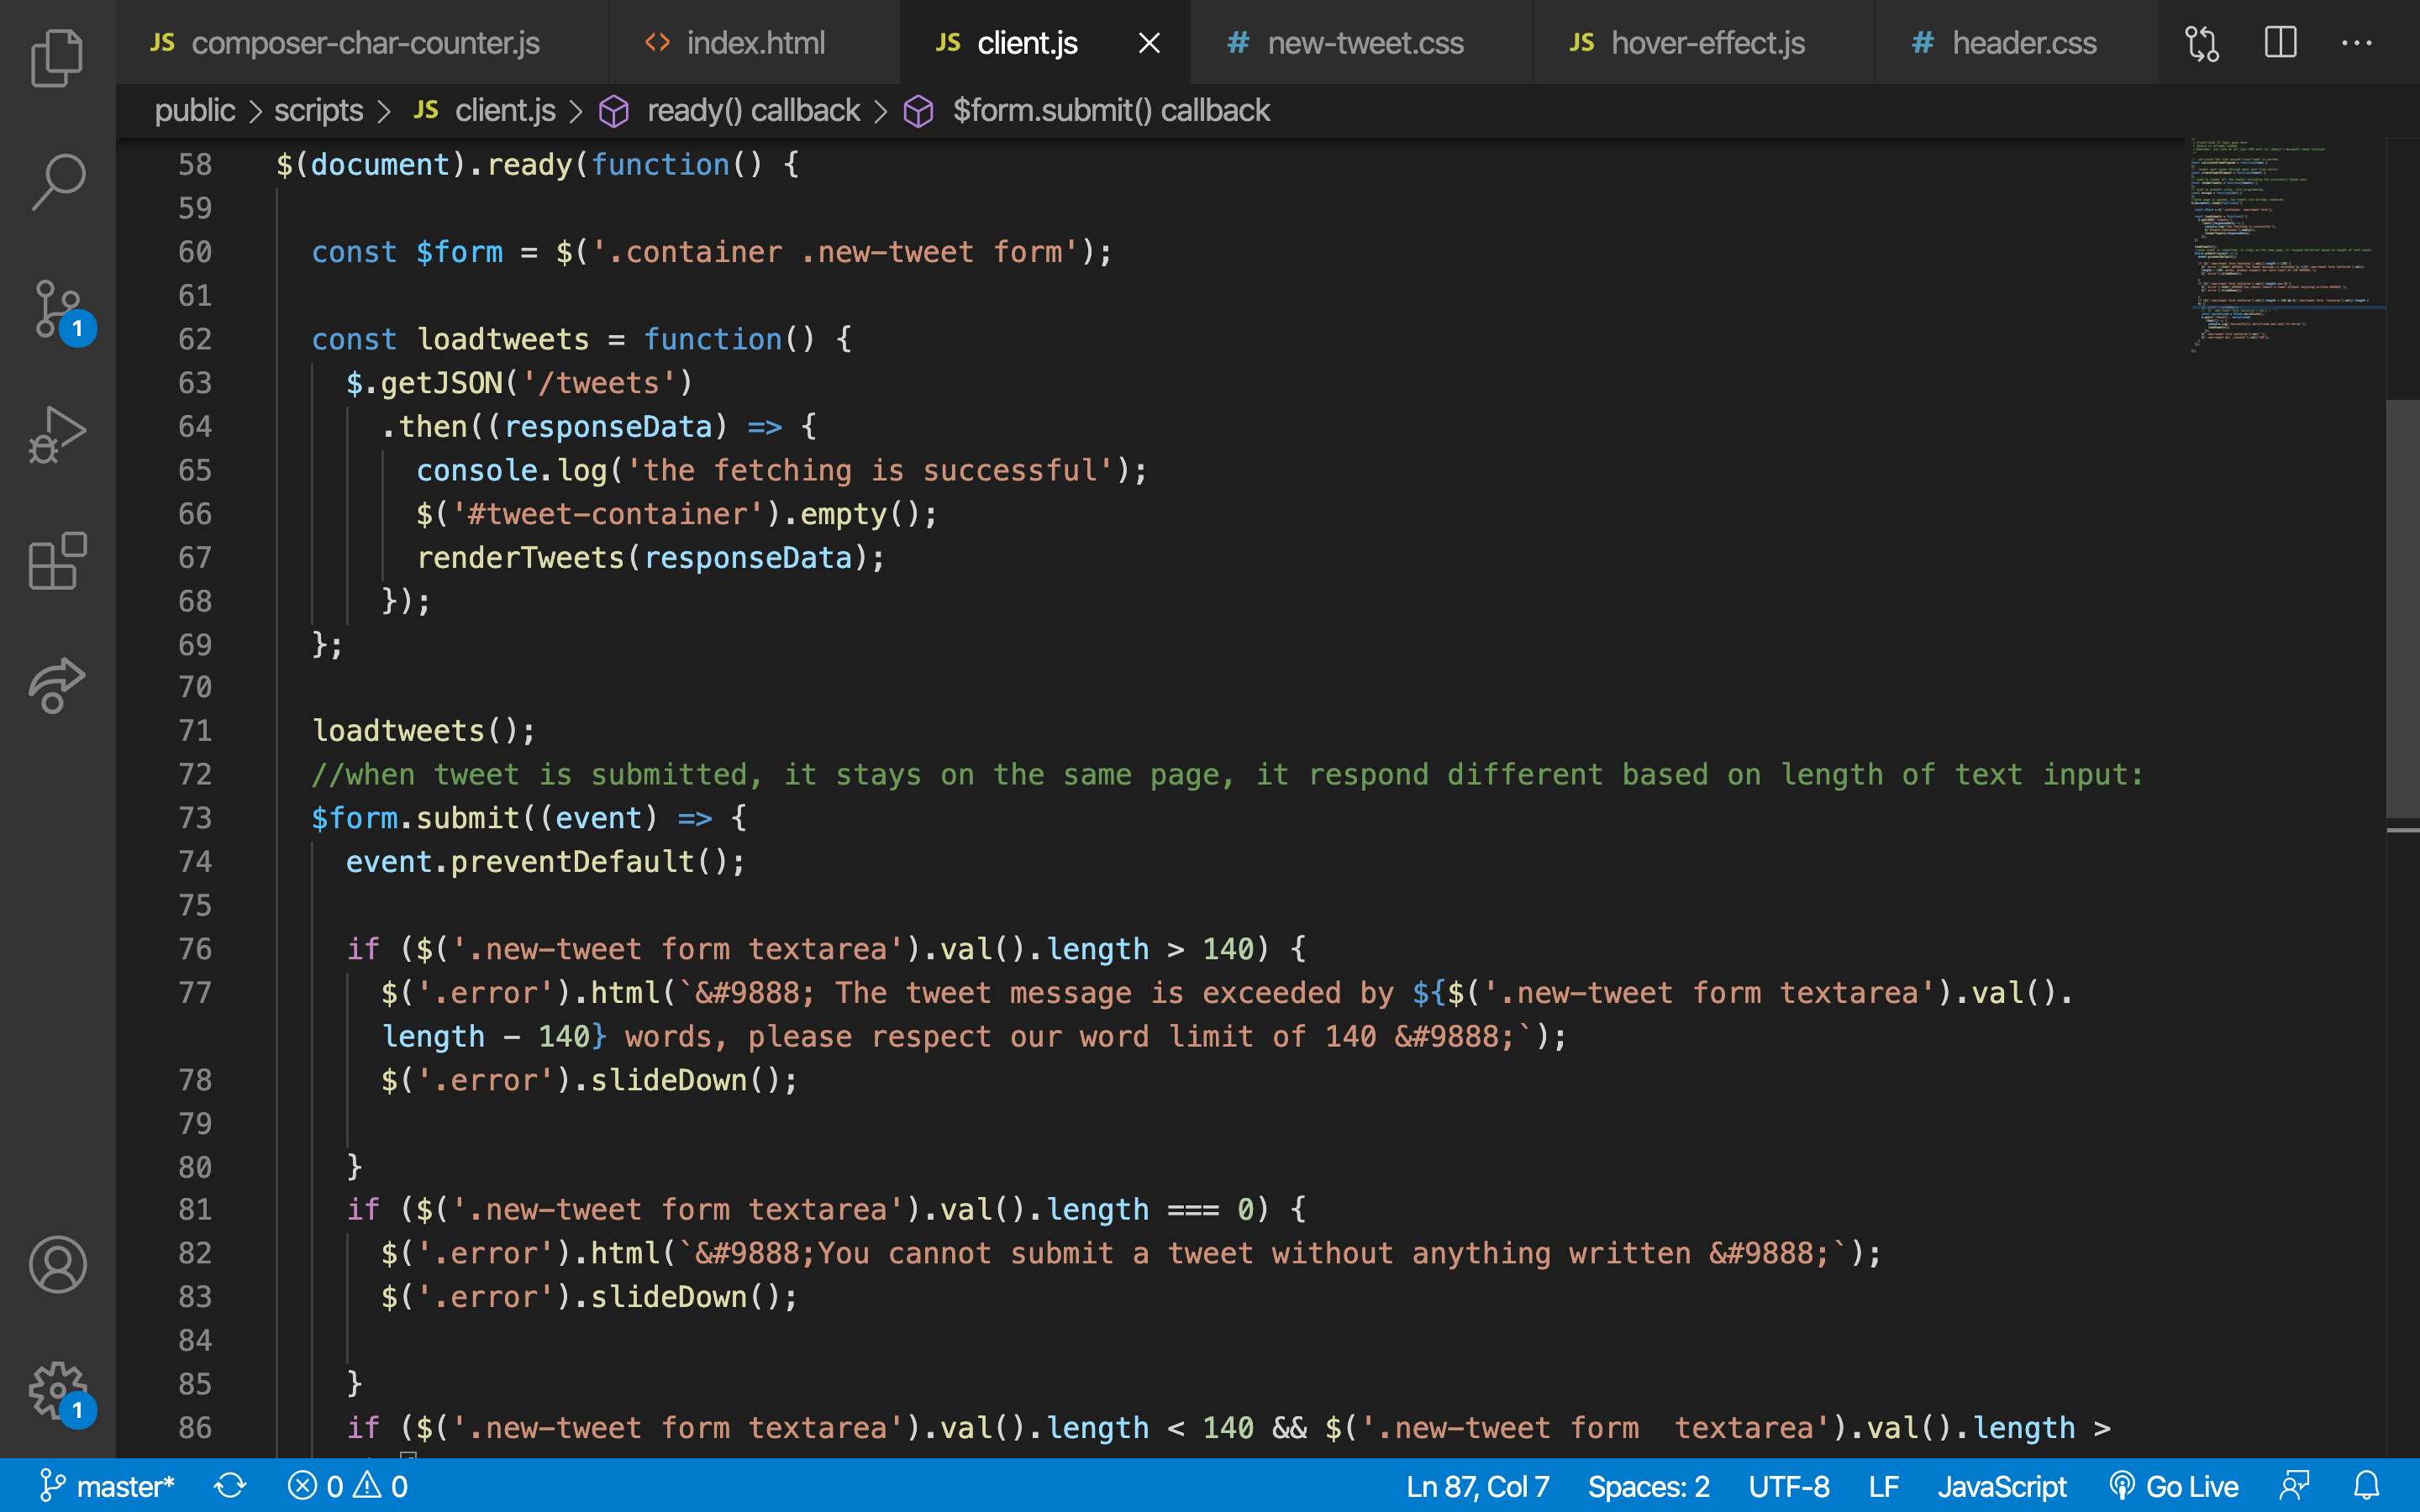 JS composer-char-counter.js <> index.html JS client.js # new-tweet.css JS hover-effect.js # header.css
public > scripts > JS client.js > ready() callback > $form.submit() callback
58 $(document).ready(function() {
59
60 const $form = $('.container .new-tweet form');
61
62 const loadtweets = function() {
63 $.getJSON('/tweets')
64 .then((responseData) => {
65 console.log('the fetching is successful');
66 $('#tweet-container').empty();
67 renderTweets(responseData);
68 });
69 };
70
71 loadtweets();
72 //when tweet is submitted, it stays on the same page, it respond different based on length of text input:
73 $form.submit((event) => {
74 event.preventDefault();
75
76 if ($('.new-tweet form textarea').val().length > 140) {
77 $('.error').html(`&#9888; The tweet message is exceeded by ${$('.new-tweet form textarea').val().
length - 140} words, please respect our word limit of 140 &#9888;`);
78 $('.error').slideDown();
79
80 }
81 if ($('.new-tweet form textarea').val().length === 0) {
82 $('.error').html(`&#9888;You cannot submit a tweet without anything written &#9888;`);
83 $('.error').slideDown();
84
85 }
86 if ($('.new-tweet form textarea').val().length < 140 && $('.new-tweet form  textarea').val().length >
1
1
master* 0 0 Ln 87, Col 7 Spaces: 2 UTF-8 LF JavaScript Go Live